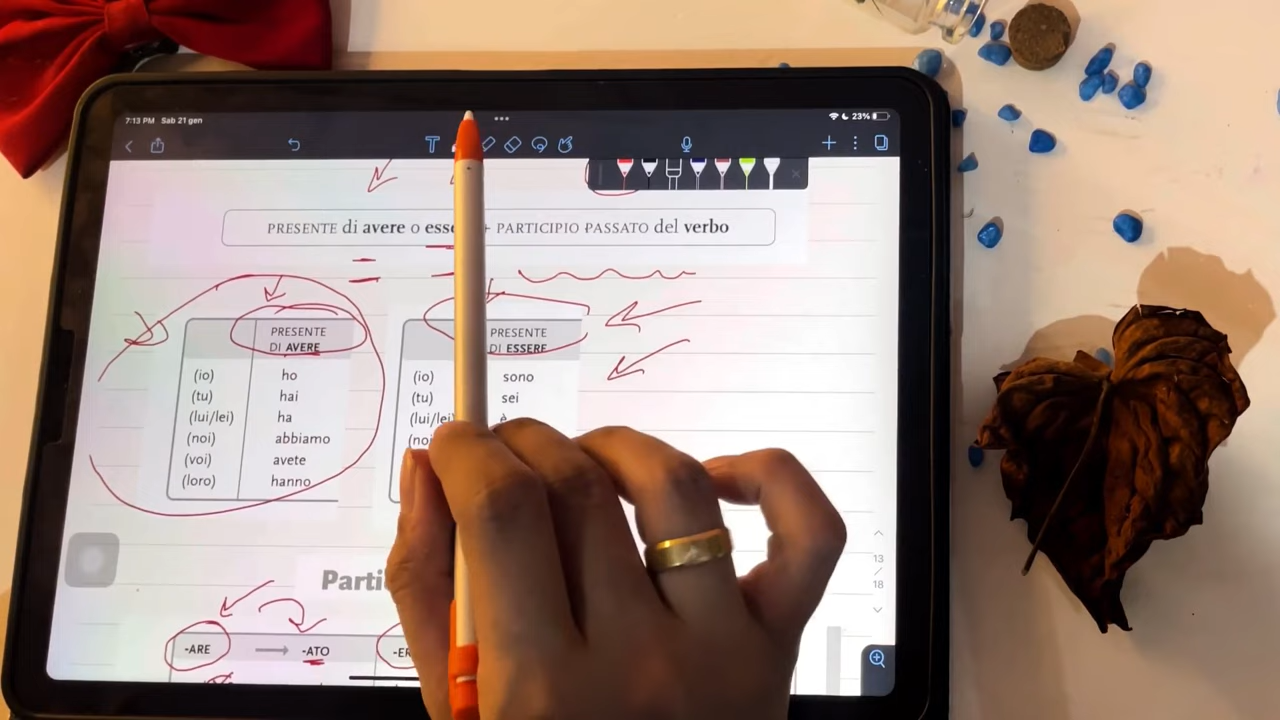 7:13 PM Sab 21 gen
23%
PRESENTE di avere o + PARTICIPIO PASSATO del verbo
PRESENTE
DI AVERE
(io) ho
(tu) hai
(lui/lei) ha
(noi) abbiamo
(voi) avete
(loro) hanno
PRESENTE
DI ESSERE
(io) sono
(tu) sei
(lui/lei) è
13
18
-ARE -ATO